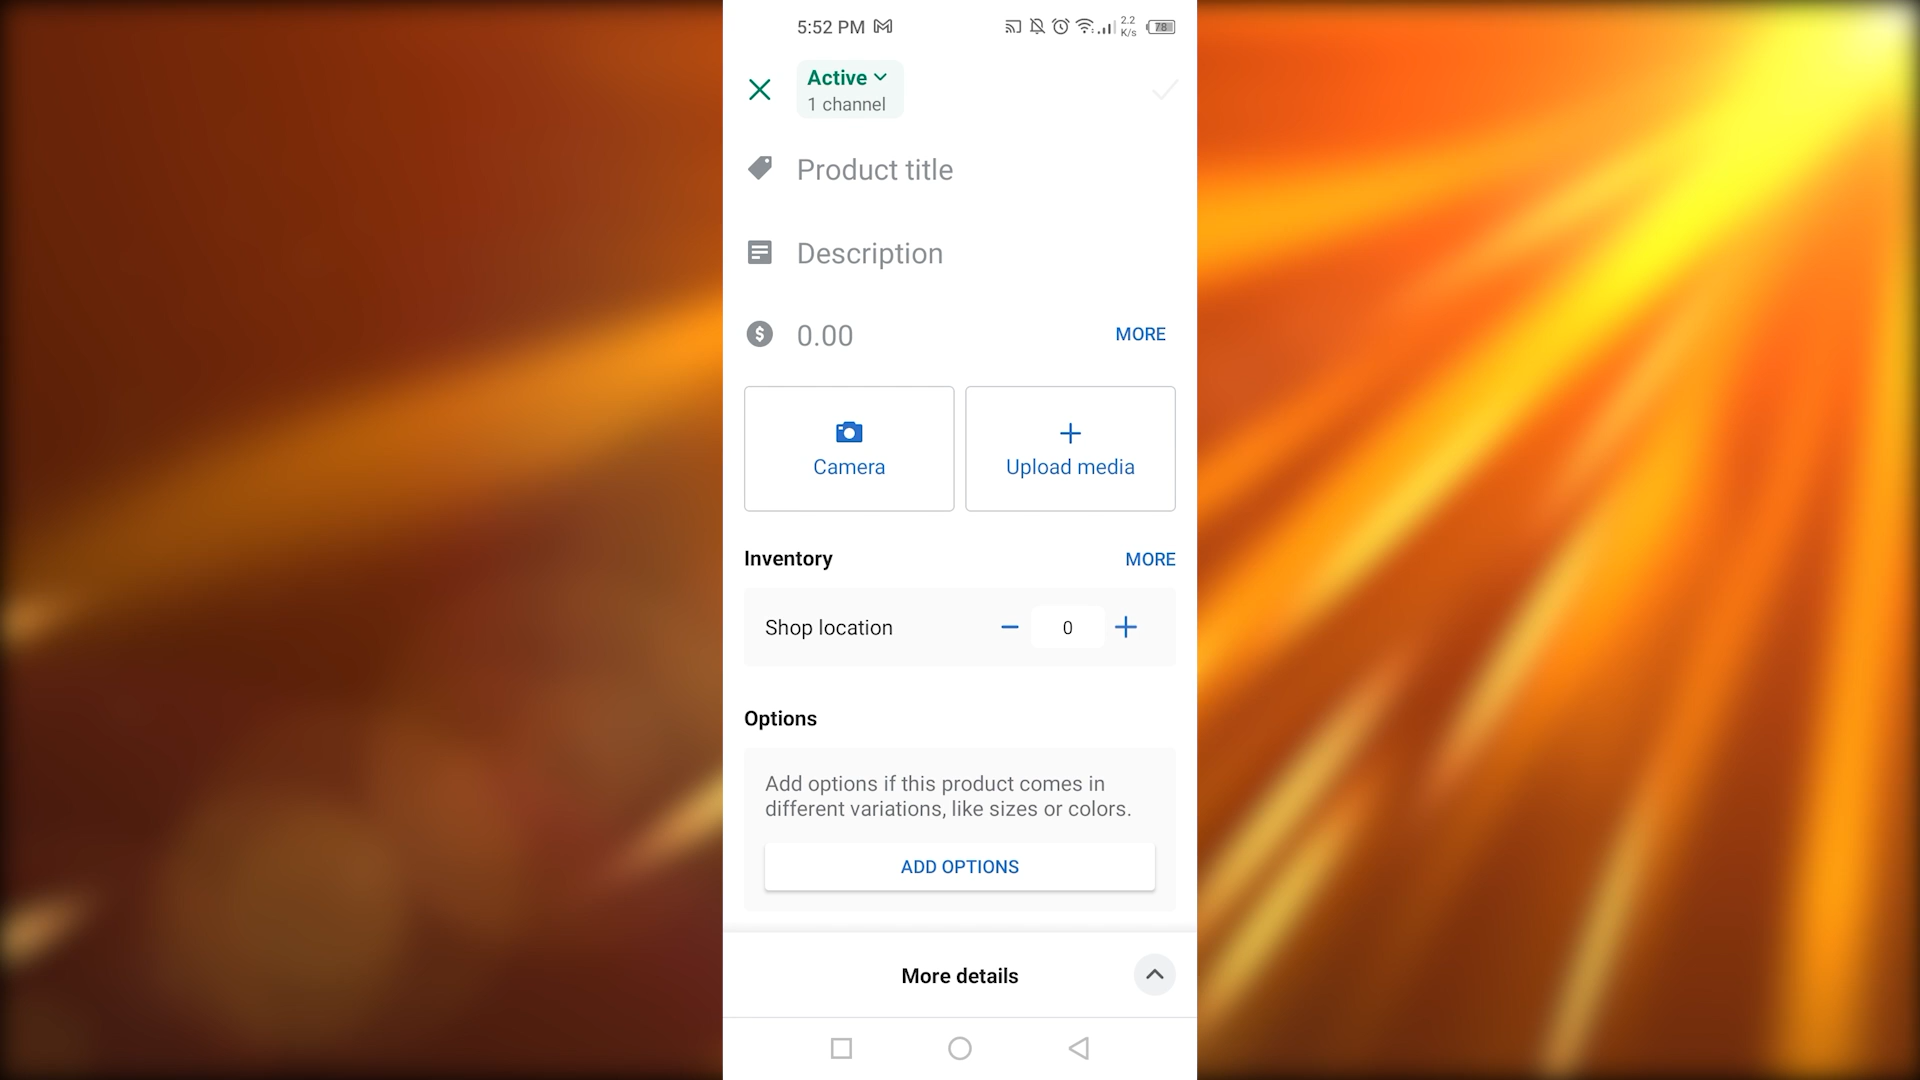 5:52 PM
2.2
K/s
78
Active
1 channel
Product title
Description
$
0.00
MORE
Camera
Upload media
Inventory
MORE
Shop location
0
Options
Add options if this product comes in
different variations, like sizes or colors.
ADD OPTIONS
More details